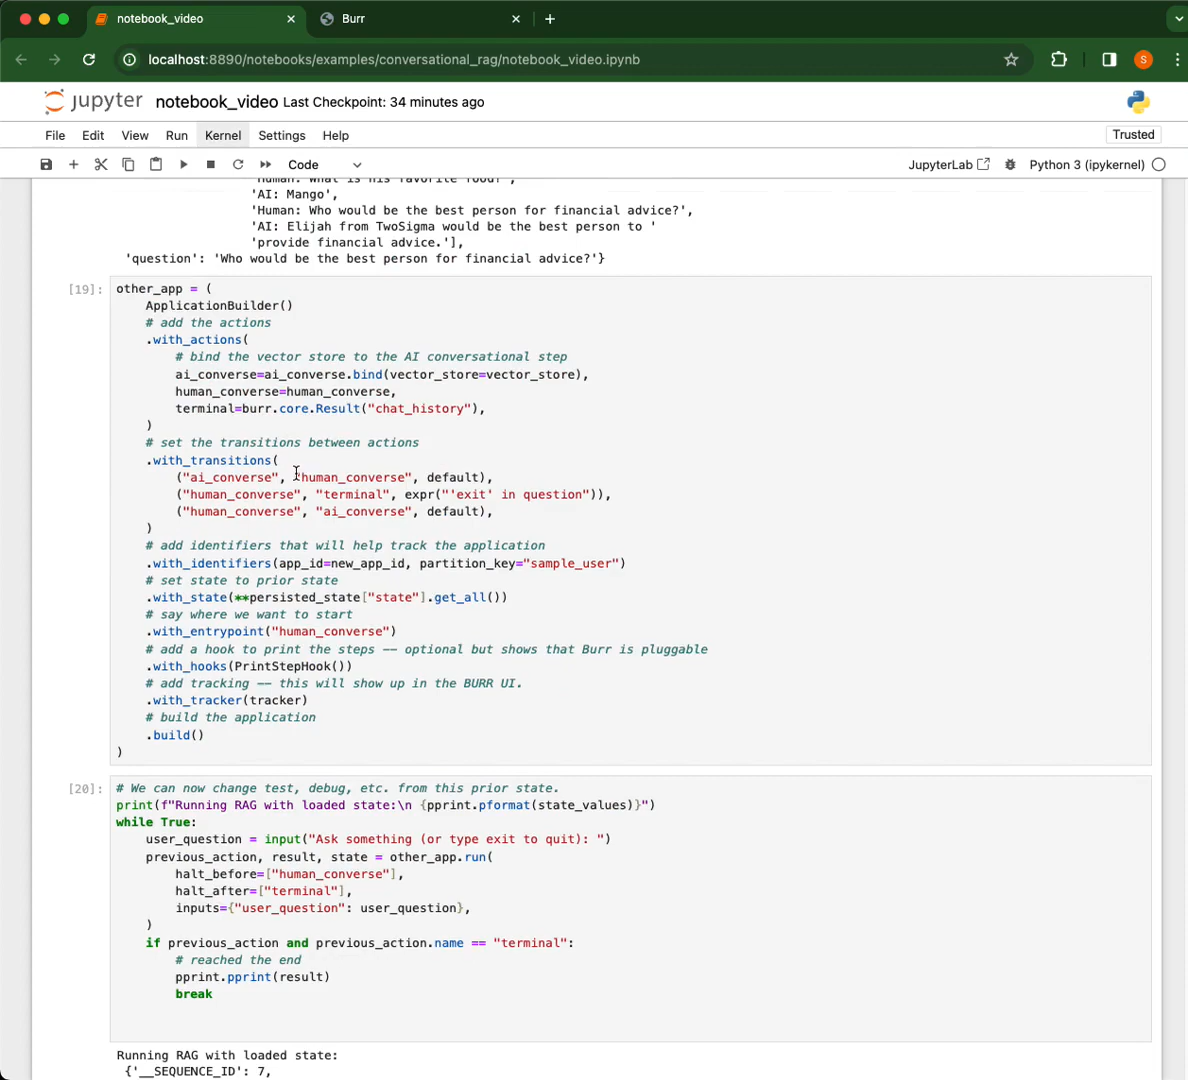 notebook_video
Burr
localhost:8890/notebooks/examples/conversational_rag/notebook_video.ipynb
S
jupyter notebook_video Last Checkpoint: 34 minutes ago
File Edit View Run Kernel Settings Help
Trusted
Code
JupyterLab
Python 3 (ipykernel)
'Human: What is his favorite food?',
'AI: Mango',
'Human: Who would be the best person for financial advice?',
'AI: Elijah from TwoSigma would be the best person to '
'provide financial advice.'],
'question': 'Who would be the best person for financial advice?'}
[19]: other_app = (
ApplicationBuilder()
# add the actions
.with_actions(
# bind the vector store to the AI conversational step
ai_converse=ai_converse.bind(vector_store=vector_store),
human_converse=human_converse,
terminal=burr.core.Result("chat_history"),
)
# set the transitions between actions
.with_transitions(
("ai_converse", "human_converse", default),
("human_converse", "terminal", expr("'exit' in question")),
("human_converse", "ai_converse", default),
)
# add identifiers that will help track the application
.with_identifiers(app_id=new_app_id, partition_key="sample_user")
# set state to prior state
.with_state(**persisted_state["state"].get_all())
# say where we want to start
.with_entrypoint("human_converse")
# add a hook to print the steps -- optional but shows that Burr is pluggable
.with_hooks(PrintStepHook())
# add tracking -- this will show up in the BURR UI.
.with_tracker(tracker)
# build the application
.build()
)
[20]: # We can now change test, debug, etc. from this prior state.
print(f"Running RAG with loaded state:\n {pprint.pformat(state_values)}")
while True:
user_question = input("Ask something (or type exit to quit): ")
previous_action, result, state = other_app.run(
halt_before=["human_converse"],
halt_after=["terminal"],
inputs={"user_question": user_question},
)
if previous_action and previous_action.name == "terminal":
# reached the end
pprint.pprint(result)
break
Running RAG with loaded state:
{'__SEQUENCE_ID': 7,